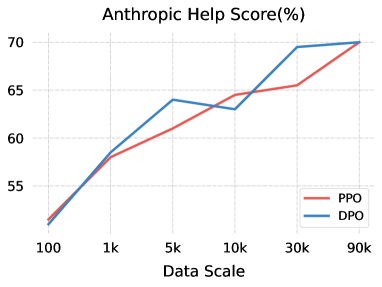 Anthropic Help Score(%)
70
65
60
55
PPO
DPO
100 1k 5k 10k 30k 90k
Data Scale